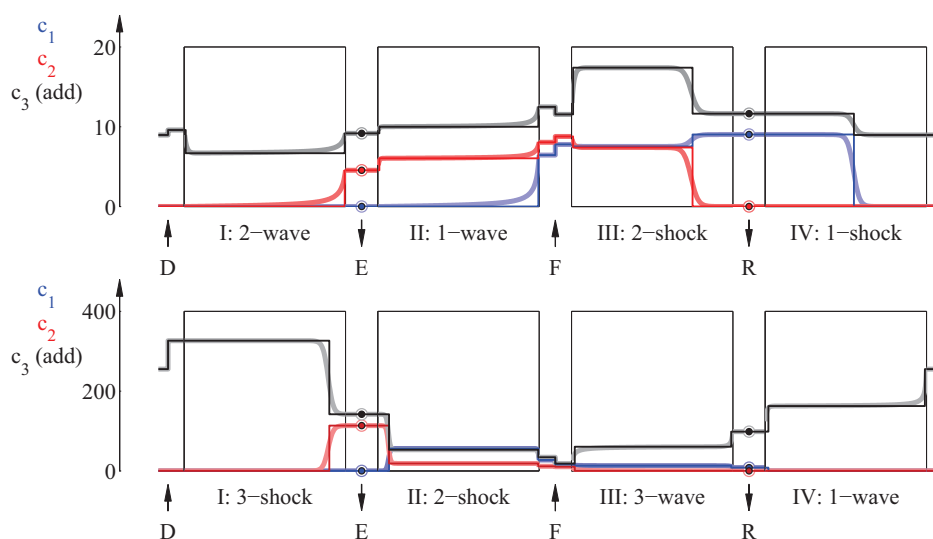 c1
c2
c3 (add)
20
10
0
I: 2−wave II: 1−wave III: 2−shock IV: 1−shock
D E F R
c1
c2
c3 (add)
400
200
0
I: 3−shock II: 2−shock III: 3−wave IV: 1−wave
D E F R